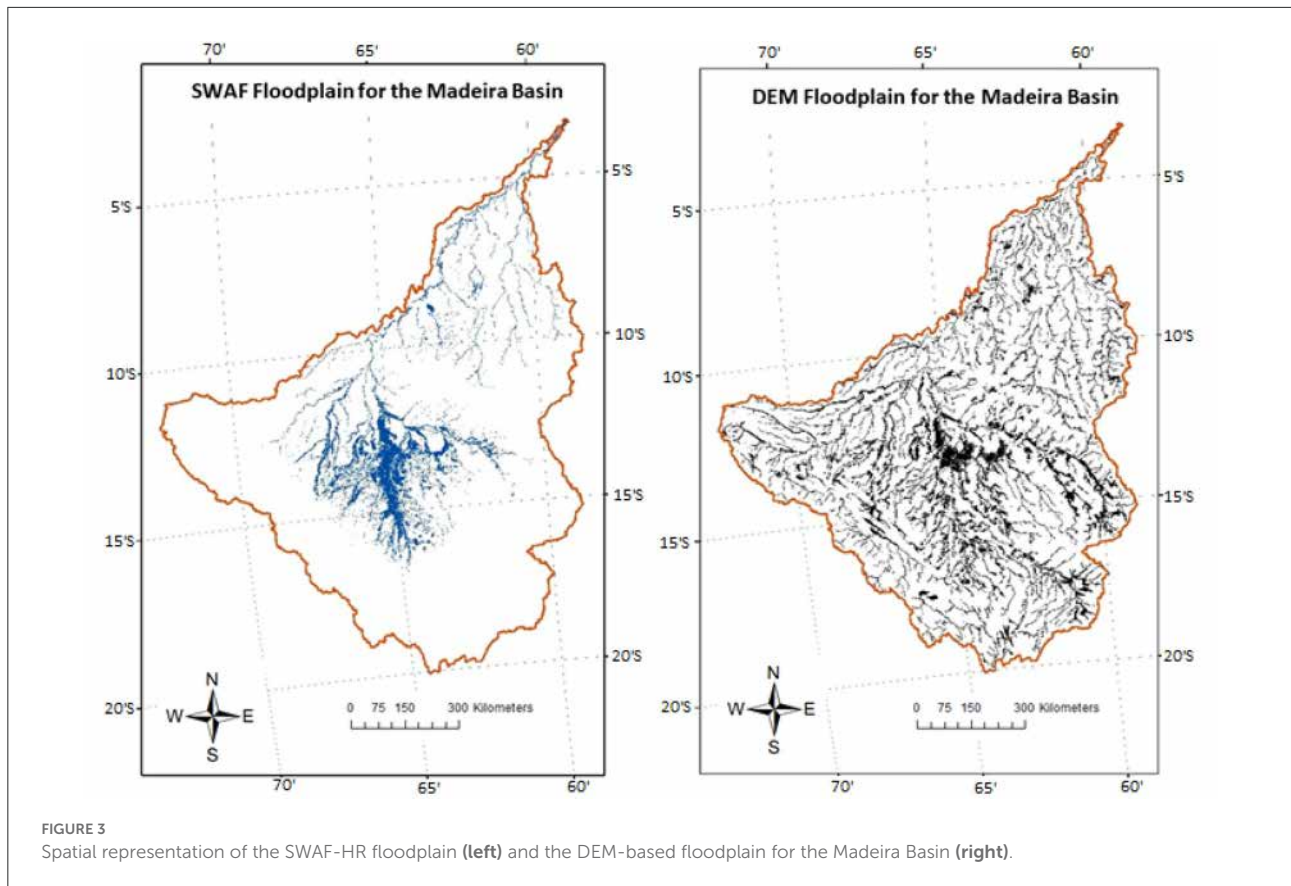 70'
65'
60'
SWAF Floodplain for the Madeira Basin
5'S
5'S
10'S
10'S
15'S
15'S
20'S
20'S
N
W
E
S
0 75 150 300 Kilometers
70'
65'
60'
70'
65'
60'
DEM Floodplain for the Madeira Basin
5'S
5'S
10'S
10'S
15'S
15'S
20'S
20'S
N
W
E
S
0 75 150 300 Kilometers
70'
65'
60'
FIGURE 3
Spatial representation of the SWAF-HR floodplain (left) and the DEM-based floodplain for the Madeira Basin (right).